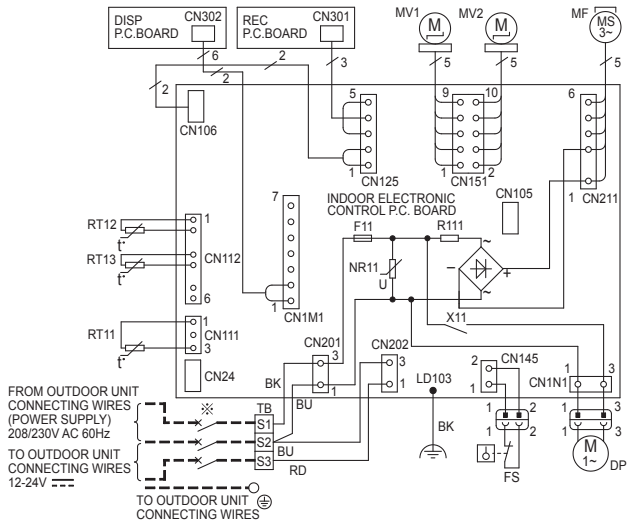 DISP
P.C.BOARD
CN302
REC
P.C.BOARD
CN301
MV1
M
MV2
M
MF
MS
3~
6
2
2
3
5
5
5
2
CN106
5
1
CN125
9
10
1
2
CN151
6
1
CN211
CN105
INDOOR ELECTRONIC
CONTROL P.C. BOARD
7
1
CN1M1
F11
R111
NR11
U
~
−
+
~
X11
RT12
t°
RT13
t°
1
CN112
6
RT11
t°
1
CN111
3
CN24
CN201
3
1
CN202
3
1
BK
BU
LD103
BK
2
CN145
1
CN1N1
1
3
1
2
1
2
FS
1
3
1
3
M
1~
DP
FROM OUTDOOR UNIT
CONNECTING WIRES
(POWER SUPPLY)
208/230V AC 60Hz
※
TB
S1
S2
S3
BU
RD
TO OUTDOOR UNIT
CONNECTING WIRES
12-24V
TO OUTDOOR UNIT
CONNECTING WIRES